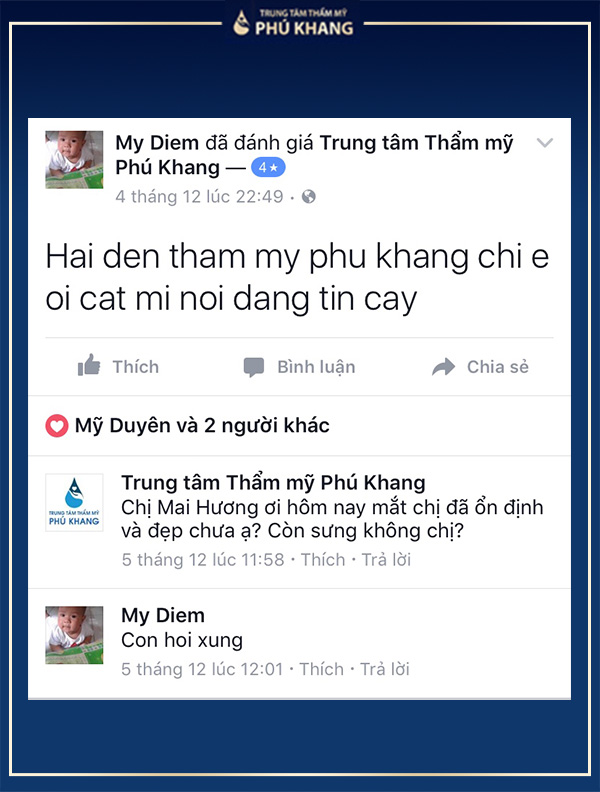 TRUNG TÂM THẨM MỸ
PHÚ KHANG
My Diem đã đánh giá Trung tâm Thẩm mỹ
Phú Khang — 4★
4 tháng 12 lúc 22:49 ·
Hai den tham my phu khang chi e
oi cat mi noi dang tin cay
Thích Bình luận Chia sẻ
Mỹ Duyên và 2 người khác
TRUNG TÂM THẨM MỸ
PHÚ KHANG
Trung tâm Thẩm mỹ Phú Khang
Chị Mai Hương ơi hôm nay mắt chị đã ổn định
và đẹp chưa ạ? Còn sưng không chị?
5 tháng 12 lúc 11:58 · Thích · Trả lời
My Diem
Con hoi xung
5 tháng 12 lúc 12:01 · Thích · Trả lời